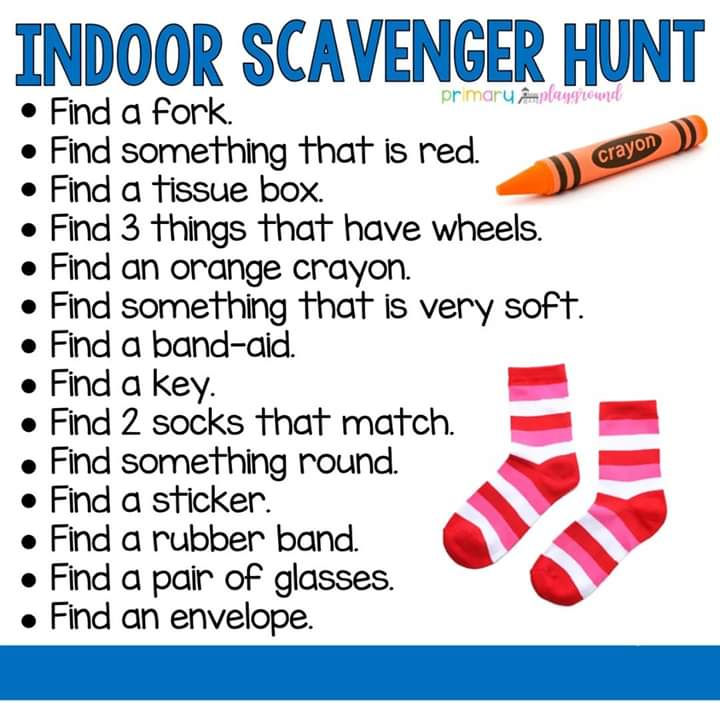 INDOOR SCAVENGER HUNT
primary playground
• Find a fork.
• Find something that is red.
crayon
• Find a tissue box.
• Find 3 things that have wheels.
• Find an orange crayon.
• Find something that is very soft.
• Find a band-aid.
• Find a key.
• Find 2 socks that match.
• Find something round.
• Find a sticker.
• Find a rubber band.
• Find a pair of glasses.
• Find an envelope.